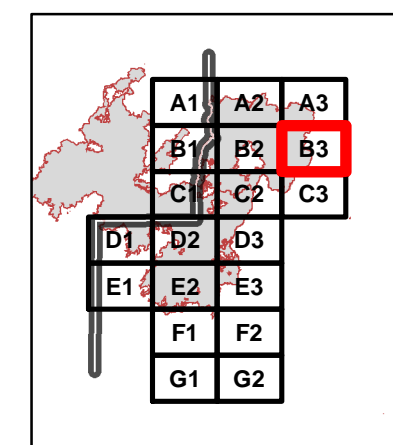 A1 A2 A3
B1 B2 B3
C1 C2 C3
D1 D2 D3
E1 E2 E3
F1 F2
G1 G2